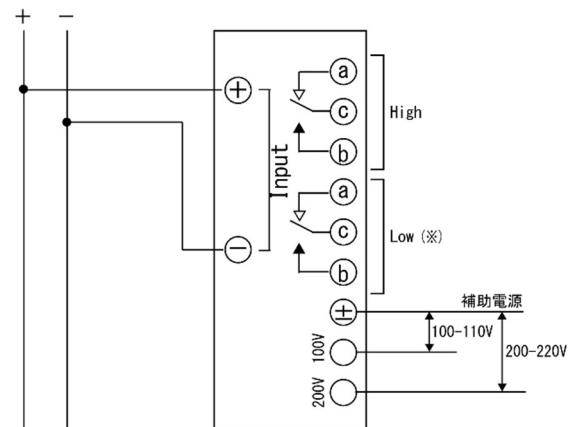 + −
+
a
c
b
High
Input
a
c
b
Low (※)
−
±
補助電源
100V
100-110V
200V
200-220V